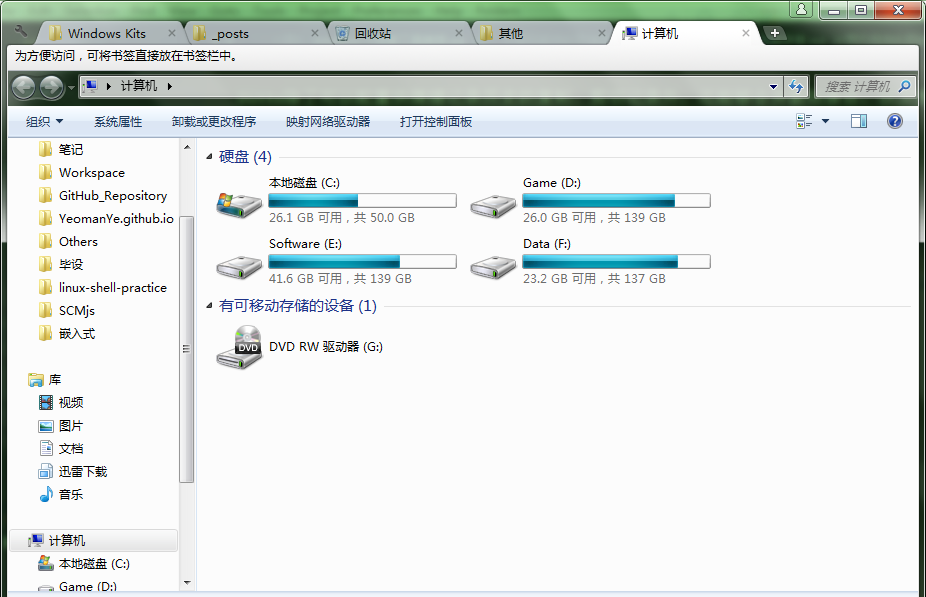 Windows Kits
_posts
回收站
其他
计算机
为方便访问，可将书签直接放在书签栏中。
计算机
搜索 计算机
组织
系统属性
卸载或更改程序
映射网络驱动器
打开控制面板
笔记
Workspace
GitHub_Repository
YeomanYe.github.io
Others
毕设
linux-shell-practice
SCMjs
嵌入式
库
视频
图片
文档
迅雷下载
音乐
计算机
本地磁盘 (C:)
Game (D:)
硬盘 (4)
本地磁盘 (C:)
26.1 GB 可用，共 50.0 GB
Game (D:)
26.0 GB 可用，共 139 GB
Software (E:)
41.6 GB 可用，共 139 GB
Data (F:)
23.2 GB 可用，共 137 GB
有可移动存储的设备 (1)
DVD
DVD RW 驱动器 (G:)